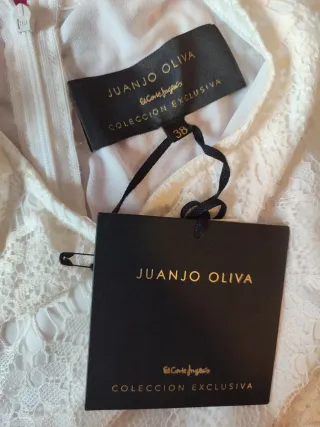 JUANJO OLIVA
El Corte Inglés
COLECCION EXCLUSIVA
38
JUANJO OLIVA
El Corte Inglés
COLECCION EXCLUSIVA